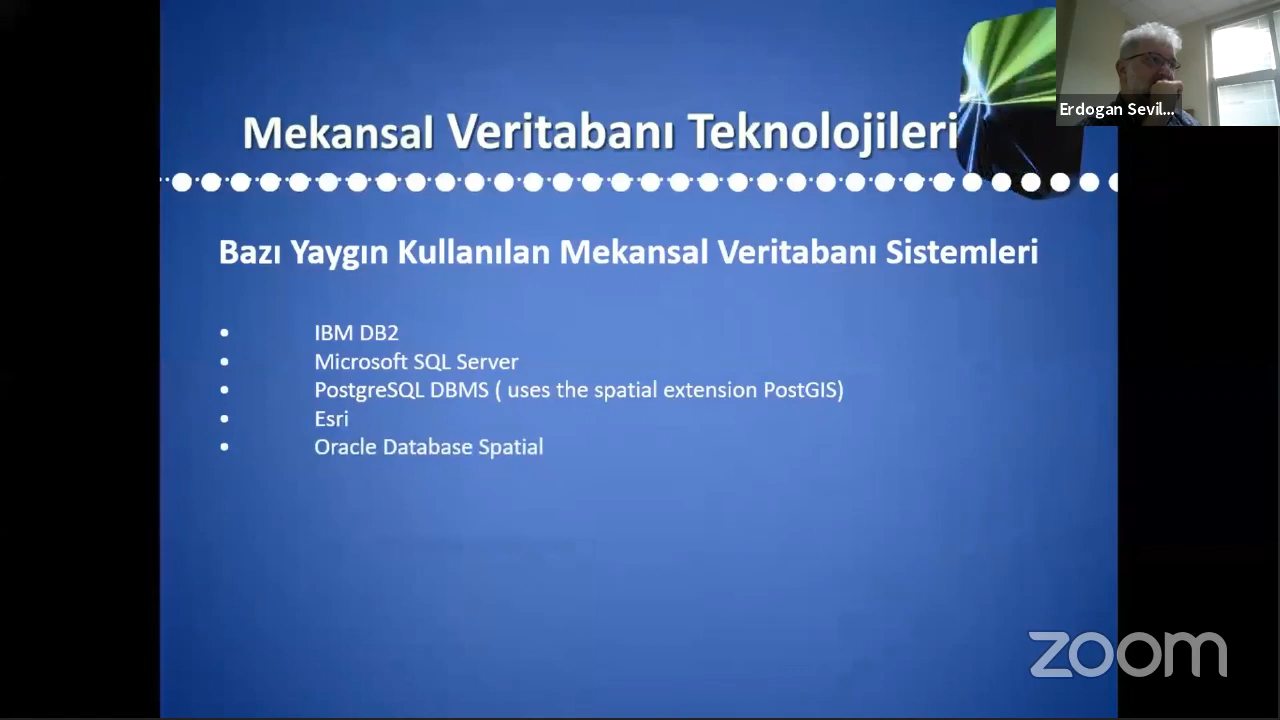 Mekansal Veritabanı Teknolojileri
Erdogan Sevil...
Bazı Yaygın Kullanılan Mekansal Veritabanı Sistemleri
• IBM DB2
• Microsoft SQL Server
• PostgreSQL DBMS ( uses the spatial extension PostGIS)
• Esri
• Oracle Database Spatial
zoom